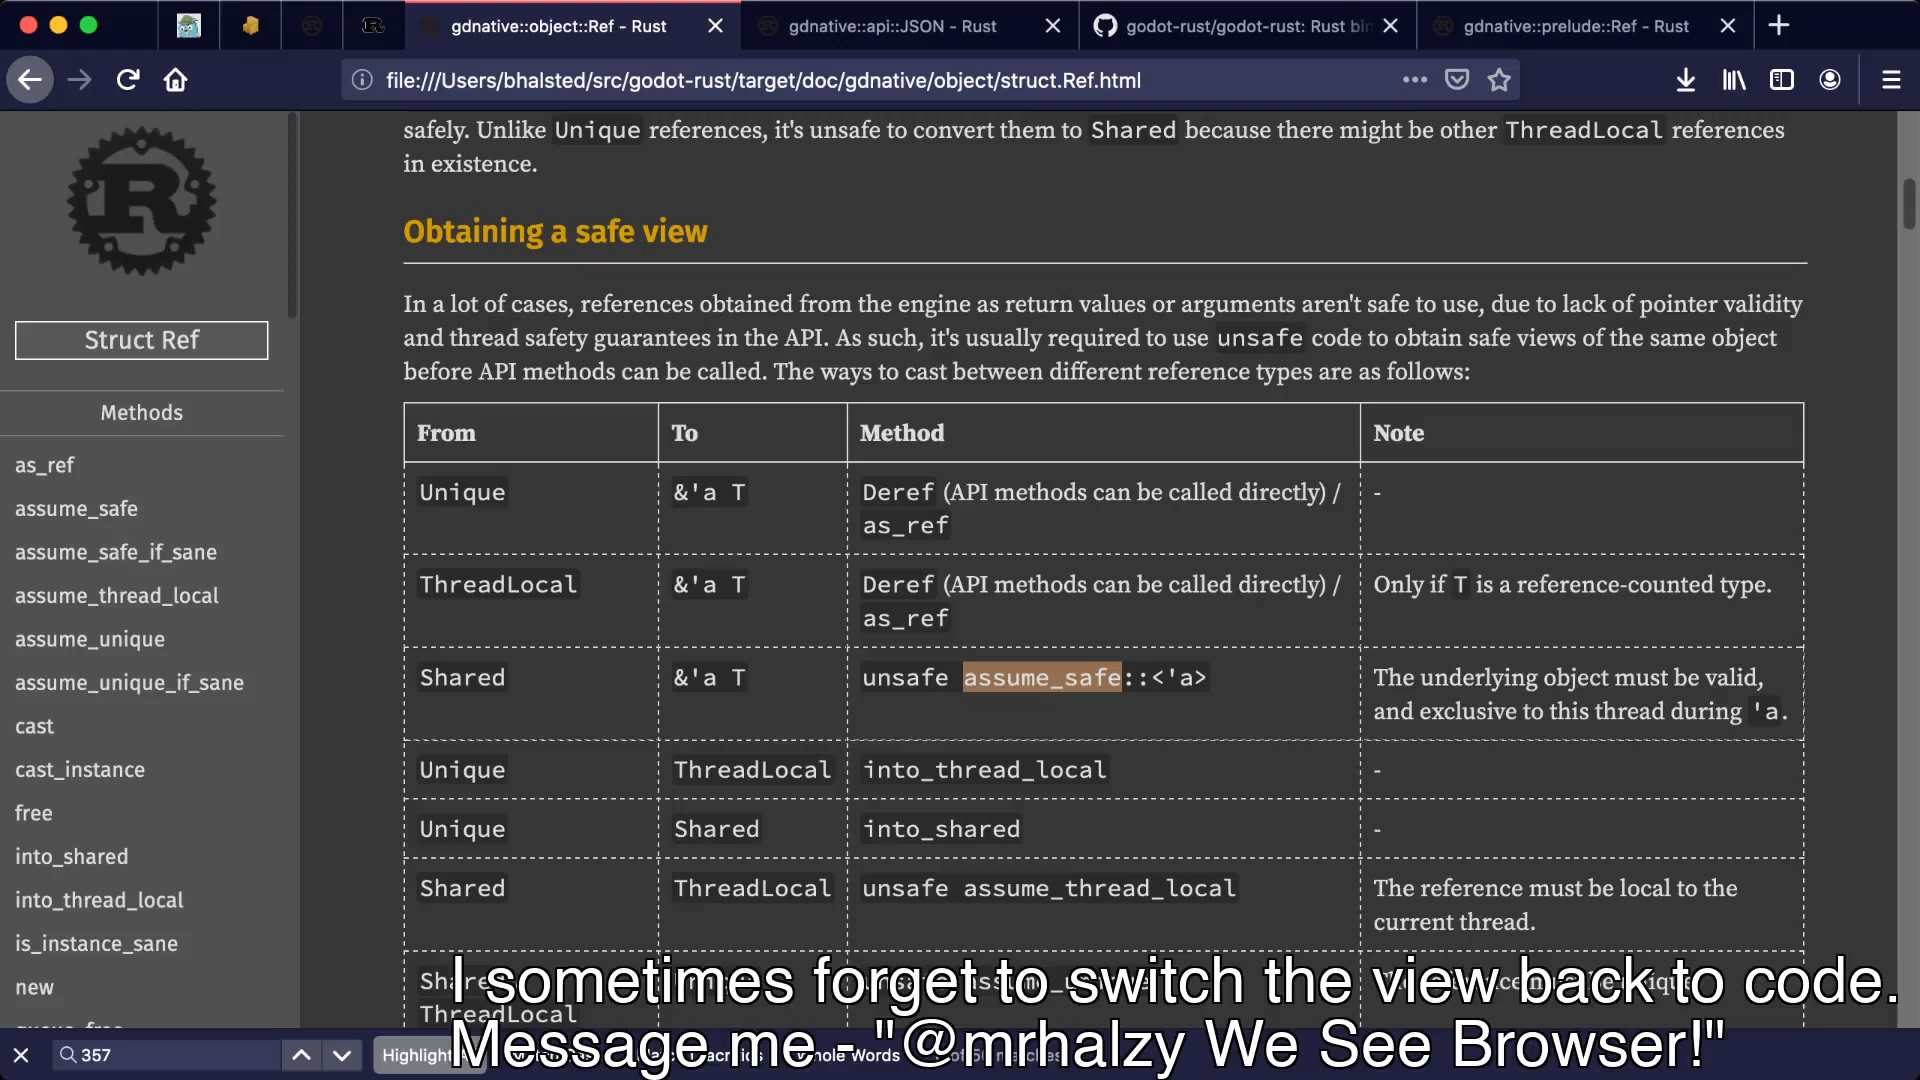 gdnative::object::Ref - Rust
gdnative::api::JSON - Rust
godot-rust/godot-rust: Rust bin
gdnative::prelude::Ref - Rust
file:///Users/bhalsted/src/godot-rust/target/doc/gdnative/object/struct.Ref.html
Struct Ref
Methods
as_ref
assume_safe
assume_safe_if_sane
assume_thread_local
assume_unique
assume_unique_if_sane
cast
cast_instance
free
into_shared
into_thread_local
is_instance_sane
new
safely. Unlike Unique references, it's unsafe to convert them to Shared because there might be other ThreadLocal references
in existence.
Obtaining a safe view
In a lot of cases, references obtained from the engine as return values or arguments aren't safe to use, due to lack of pointer validity
and thread safety guarantees in the API. As such, it's usually required to use unsafe code to obtain safe views of the same object
before API methods can be called. The ways to cast between different reference types are as follows:
From To Method Note
Unique &'a T Deref (API methods can be called directly) / -
as_ref
ThreadLocal &'a T Deref (API methods can be called directly) / Only if T is a reference-counted type.
as_ref
Shared &'a T unsafe assume_safe::<'a> The underlying object must be valid,
and exclusive to this thread during 'a.
Unique ThreadLocal into_thread_local -
Unique Shared into_shared -
Shared ThreadLocal unsafe assume_thread_local The reference must be local to the
current thread.
ThreadLocal
I sometimes forget to switch the view back to code.
Message me - "@mrhalzy We See Browser!"
357
Highlight